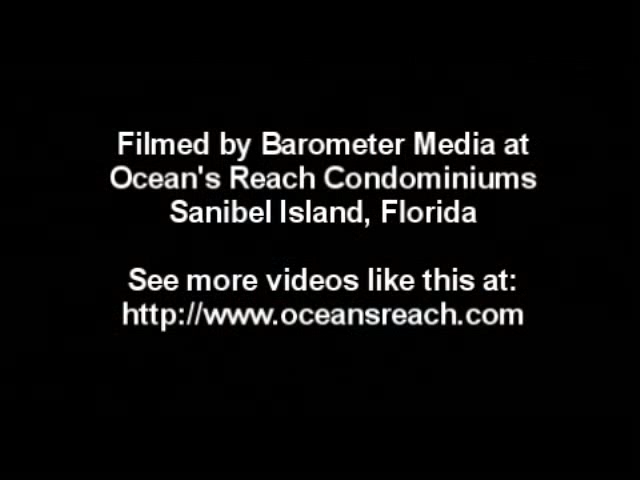 Filmed by Barometer Media at
Ocean's Reach Condominiums
Sanibel Island, Florida
See more videos like this at:
http://www.oceansreach.com